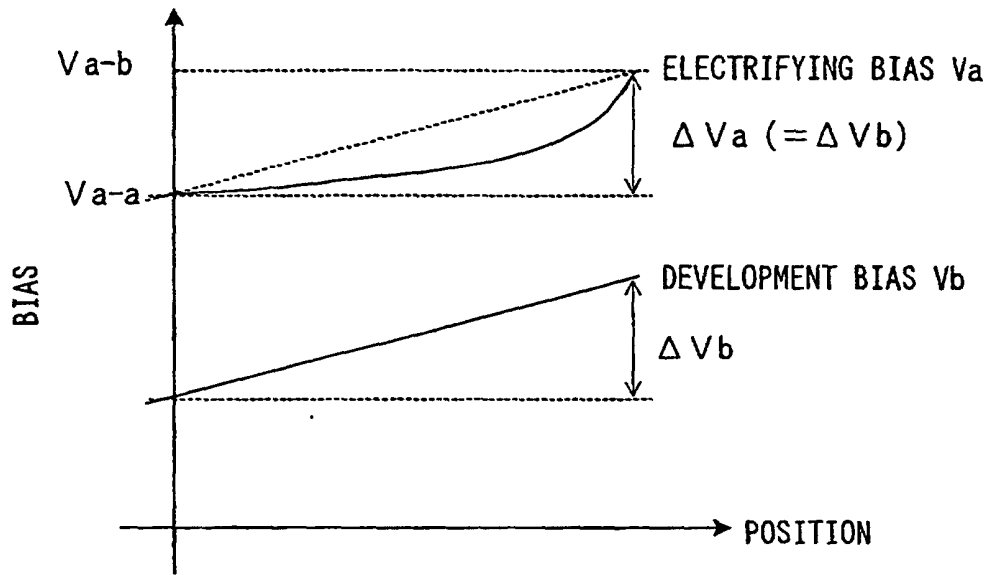 Va-b
ELECTRIFYING BIAS Va
ΔVa (=ΔVb)
Va-a
BIAS
DEVELOPMENT BIAS Vb
ΔVb
POSITION